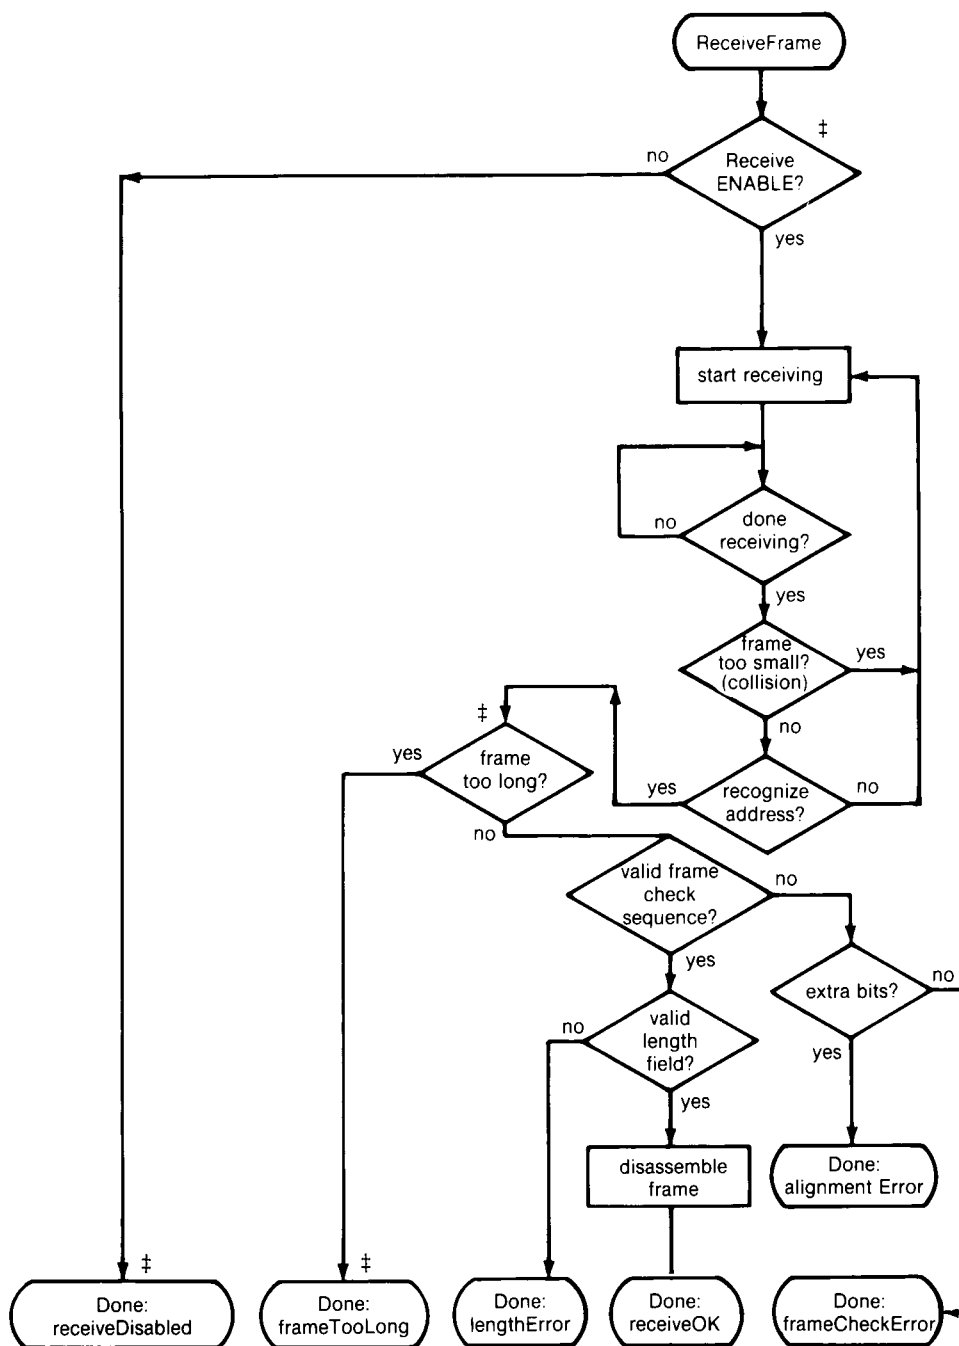 ReceiveFrame
‡
no
Receive
ENABLE?
yes
start receiving
no
done
receiving?
yes
frame
too small?
(collision)
yes
no
‡
yes
frame
too long?
no
yes
recognize
address?
no
valid frame
check
sequence?
no
yes
extra bits?
no
yes
no
valid
length
field?
yes
disassemble
frame
Done:
alignment Error
‡
Done:
receiveDisabled
‡
Done:
frameTooLong
Done:
lengthError
Done:
receiveOK
Done:
frameCheckError